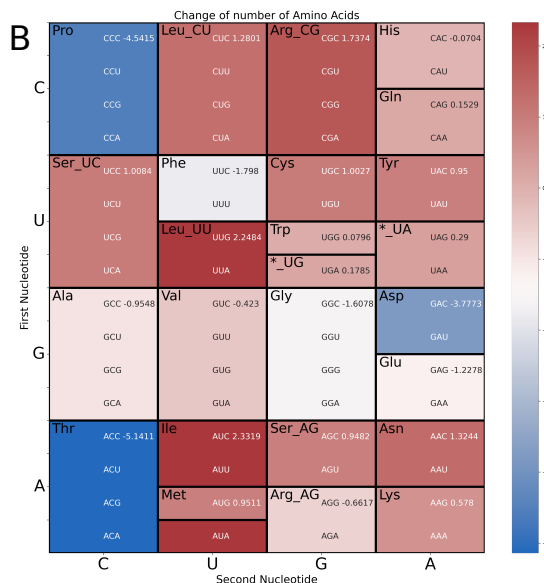 Change of number of Amino Acids
B
Pro Leu_CU Arg_CG His
CCC -4.5415 CUC 1.2801 CGC 1.7374 CAC -0.0704
CCU CUU CGU CAU
C
Gln
CCG CUG CGG CAG 0.1529
CCA CUA CGA CAA
Ser_UC Phe Cys Tyr
UCC 1.0084 UUC -1.798 UGC 1.0027 UAC 0.95
UCU UUU UGU UAU
U
Leu_UU Trp *_UA
UCG UUG 2.2484 UGG 0.0796 UAG 0.29
*_UG
UCA UUA UGA 0.1785 UAA
First Nucleotide
Ala Val Gly Asp
GCC -0.9548 GUC -0.423 GGC -1.6078 GAC -3.7773
GCU GUU GGU GAU
G
Glu
GCG GUG GGG GAG -1.2278
GCA GUA GGA GAA
Thr Ile Ser_AG Asn
ACC -5.1411 AUC 2.3319 AGC 0.9482 AAC 1.3244
ACU AUU AGU AAU
A
Met Arg_AG Lys
ACG AUG 0.9511 AGG -0.6617 AAG 0.578
ACA AUA AGA AAA
C U G A
Second Nucleotide